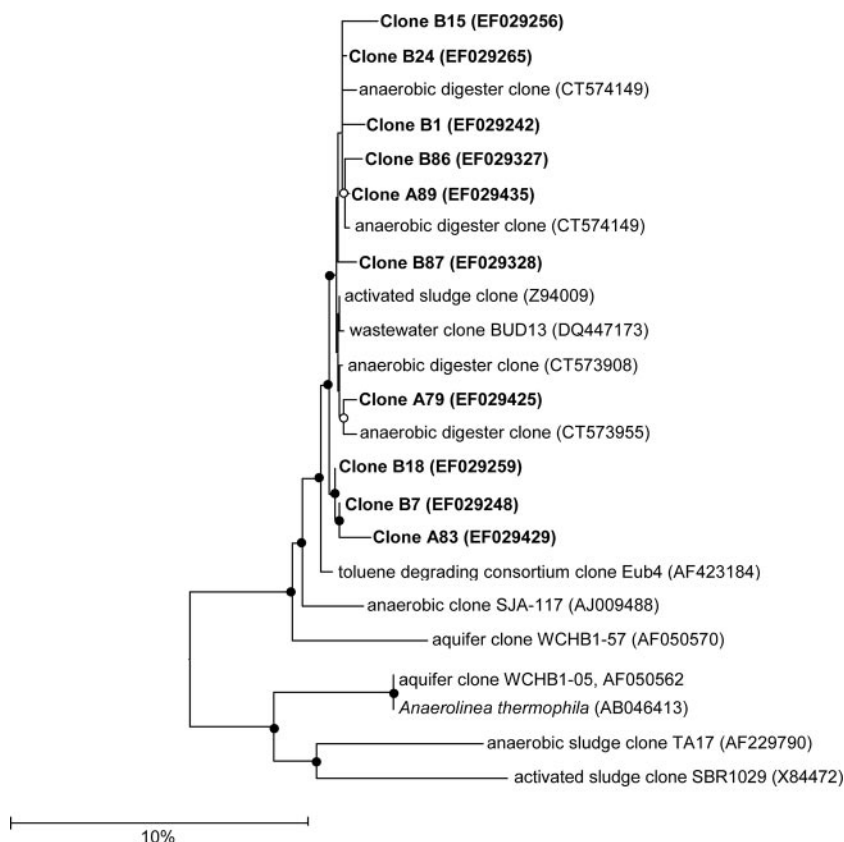 Clone B15 (EF029256)
Clone B24 (EF029265)
anaerobic digester clone (CT574149)
Clone B1 (EF029242)
Clone B86 (EF029327)
Clone A89 (EF029435)
anaerobic digester clone (CT574149)
Clone B87 (EF029328)
activated sludge clone (Z94009)
wastewater clone BUD13 (DQ447173)
anaerobic digester clone (CT573908)
Clone A79 (EF029425)
anaerobic digester clone (CT573955)
Clone B18 (EF029259)
Clone B7 (EF029248)
Clone A83 (EF029429)
toluene degrading consortium clone Eub4 (AF423184)
anaerobic clone SJA-117 (AJ009488)
aquifer clone WCHB1-57 (AF050570)
aquifer clone WCHB1-05, AF050562
Anaerolinea thermophila (AB046413)
anaerobic sludge clone TA17 (AF229790)
activated sludge clone SBR1029 (X84472)
10%